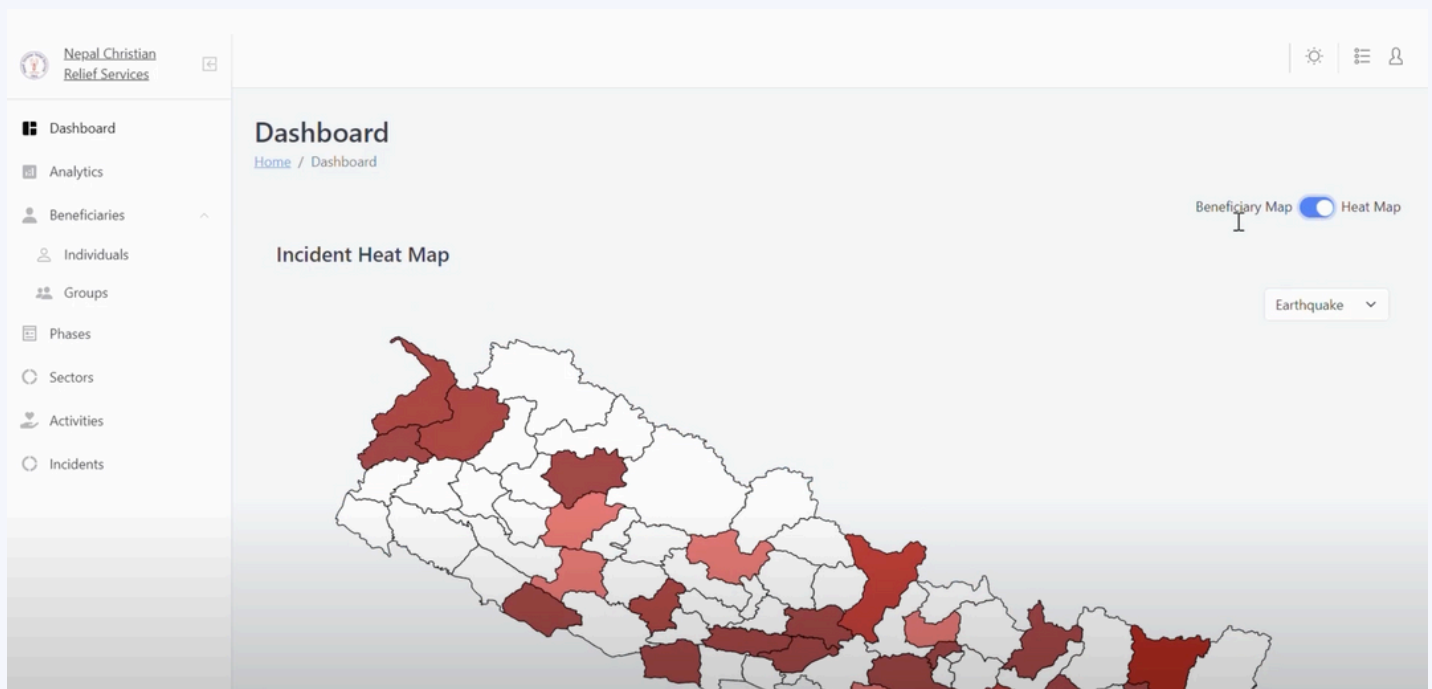 Nepal Christian
Relief Services
Dashboard
Analytics
Beneficiaries
Individuals
Groups
Phases
Sectors
Activities
Incidents
Dashboard
Home / Dashboard
Beneficiary Map Heat Map
Incident Heat Map
Earthquake